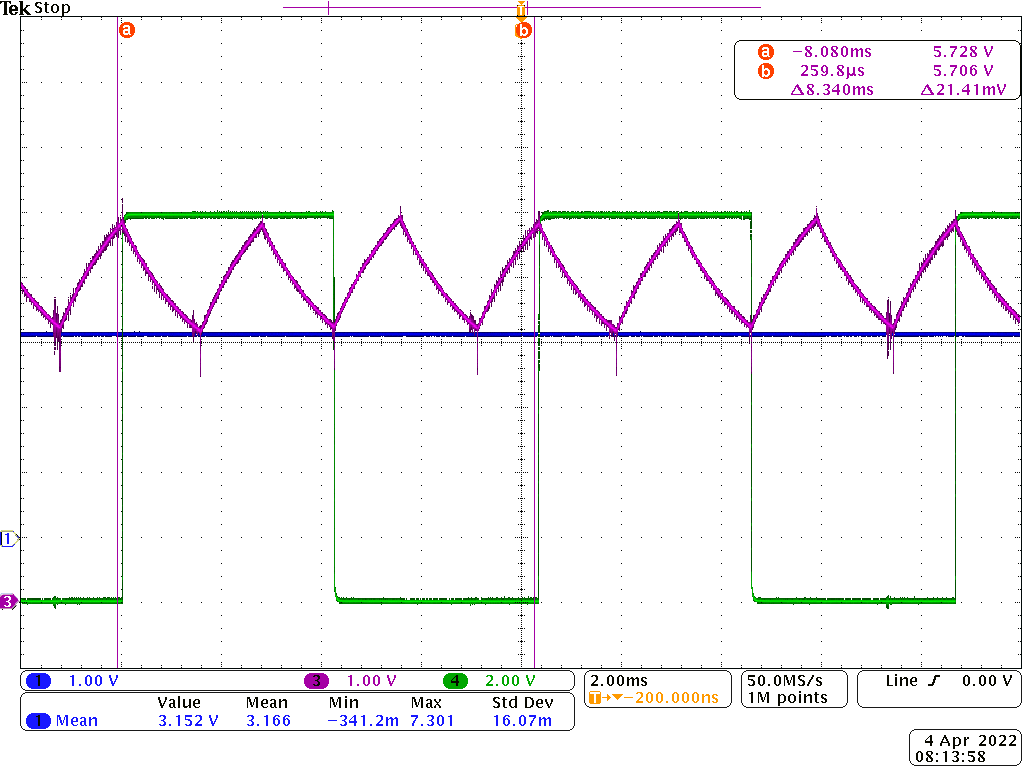 Tek Stop
T
a
b
a −8.080ms 5.728 V
b 259.8µs 5.706 V
Δ8.340ms Δ21.41mV
1
3
1 1.00 V 3 1.00 V 4 2.00 V
Value Mean Min Max Std Dev
1 Mean 3.152 V 3.166 −341.2m 7.301 16.07m
2.00ms
T→▼−200.000ns
50.0MS/s
1M points
Line 0.00 V
4 Apr 2022
08:13:58